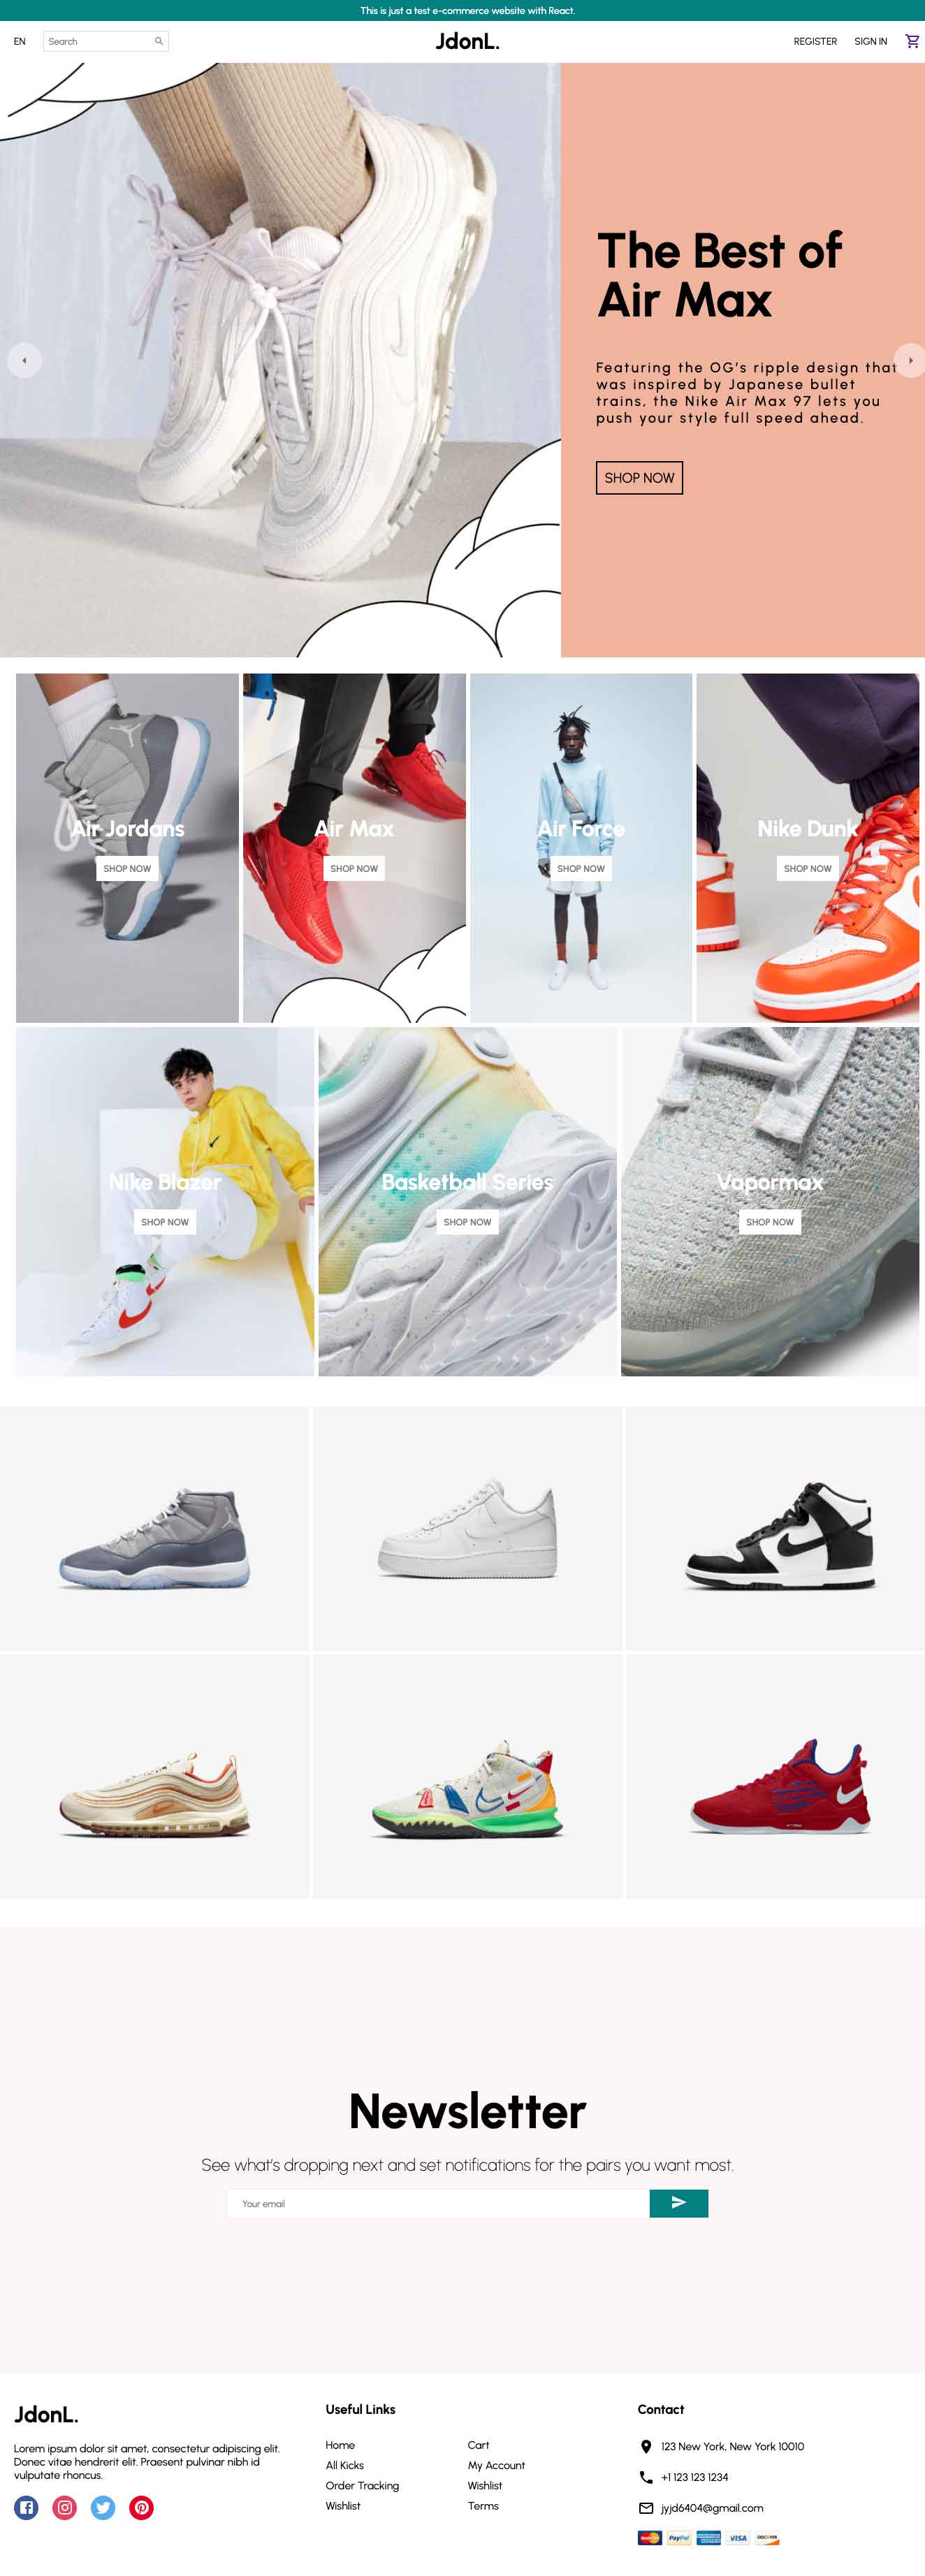 This is just a test e-commerce website with React.
EN
Search
JdonL.
REGISTER
SIGN IN
The Best of
Air Max
Featuring the OG's ripple design that
was inspired by Japanese bullet
trains, the Nike Air Max 97 lets you
push your style full speed ahead.
SHOP NOW
Air Jordans
SHOP NOW
Air Max
SHOP NOW
Air Force
SHOP NOW
Nike Dunk
SHOP NOW
Nike Blazer
SHOP NOW
Basketball Series
SHOP NOW
Vapormax
SHOP NOW
Newsletter
See what's dropping next and set notifications for the pairs you want most.
Your email
JdonL.
Lorem ipsum dolor sit amet, consectetur adipiscing elit.
Donec vitae hendrerit elit. Praesent pulvinar nibh id
vulputate rhoncus.
Useful Links
Home
Cart
All Kicks
My Account
Order Tracking
Wishlist
Wishlist
Terms
Contact
123 New York, New York 10010
+1 123 123 1234
jyjd6404@gmail.com
MasterCard
PayPal
AMERICAN EXPRESS
VISA
DISCOVER